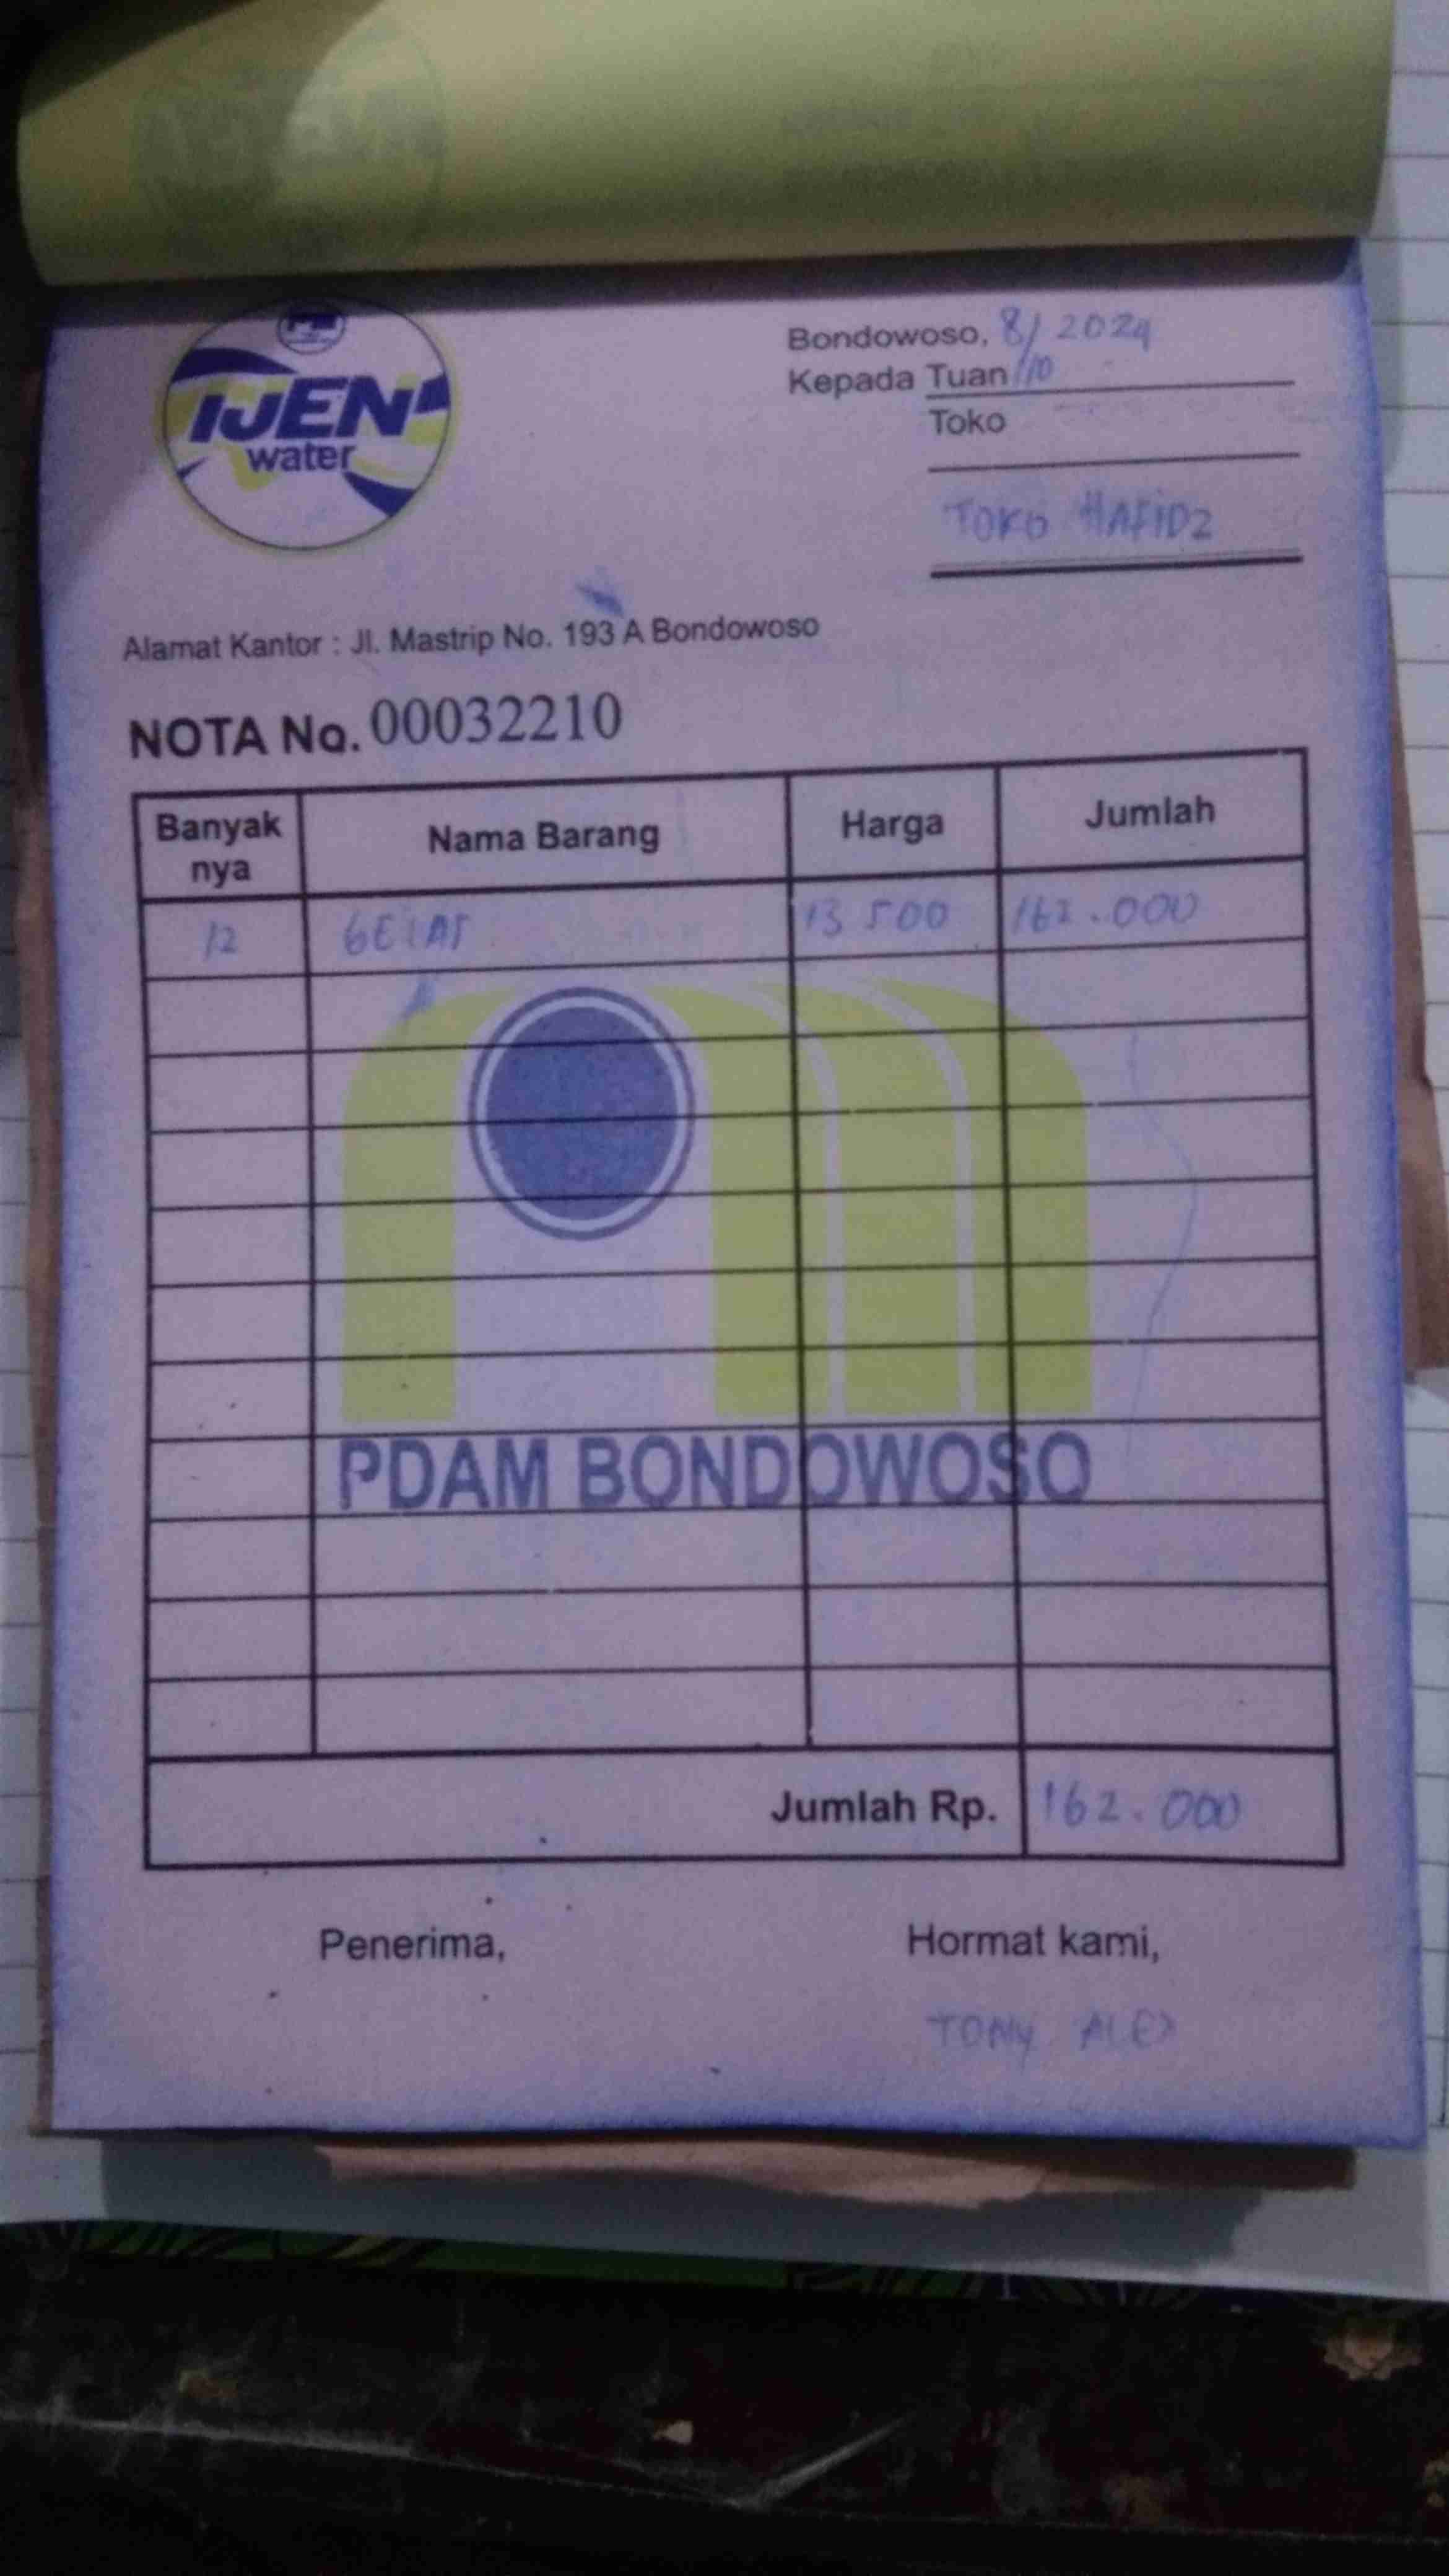 IJEN
water
Bondowoso, 8/10 2024
Kepada Tuan
Toko
TOKO HAFIDZ
Alamat Kantor : Jl. Mastrip No. 193 A Bondowoso
NOTA No. 00032210
Banyak nya Nama Barang Harga Jumlah
12 GELAS 13 500 162.000
PDAM BONDOWOSO
Jumlah Rp. 162.000
Penerima, Hormat kami,
TONY ALEX